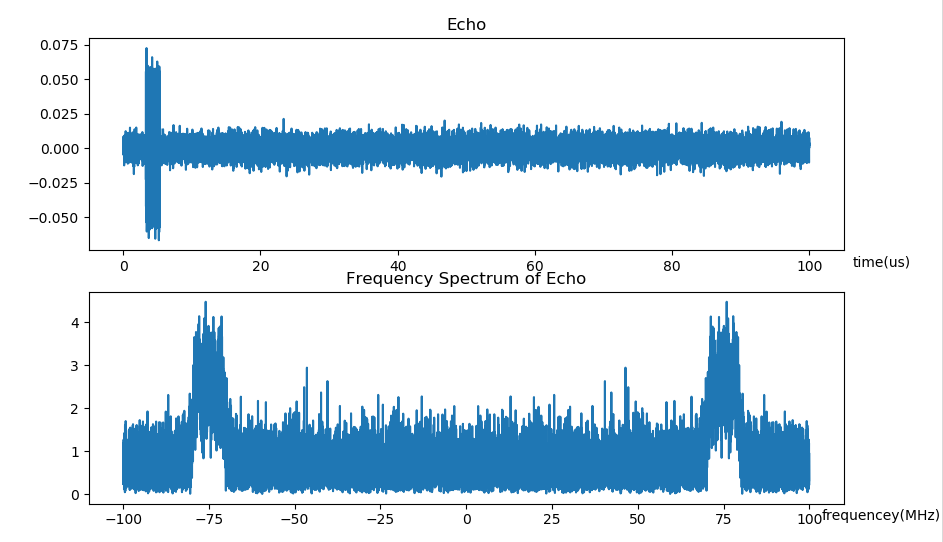 Echo
0.075
0.050
0.025
0.000
−0.025
−0.050
0 20 40 60 80 100 time(us)
Frequency Spectrum of Echo
4
3
2
1
0
−100 −75 −50 −25 0 25 50 75 100 frequencey(MHz)